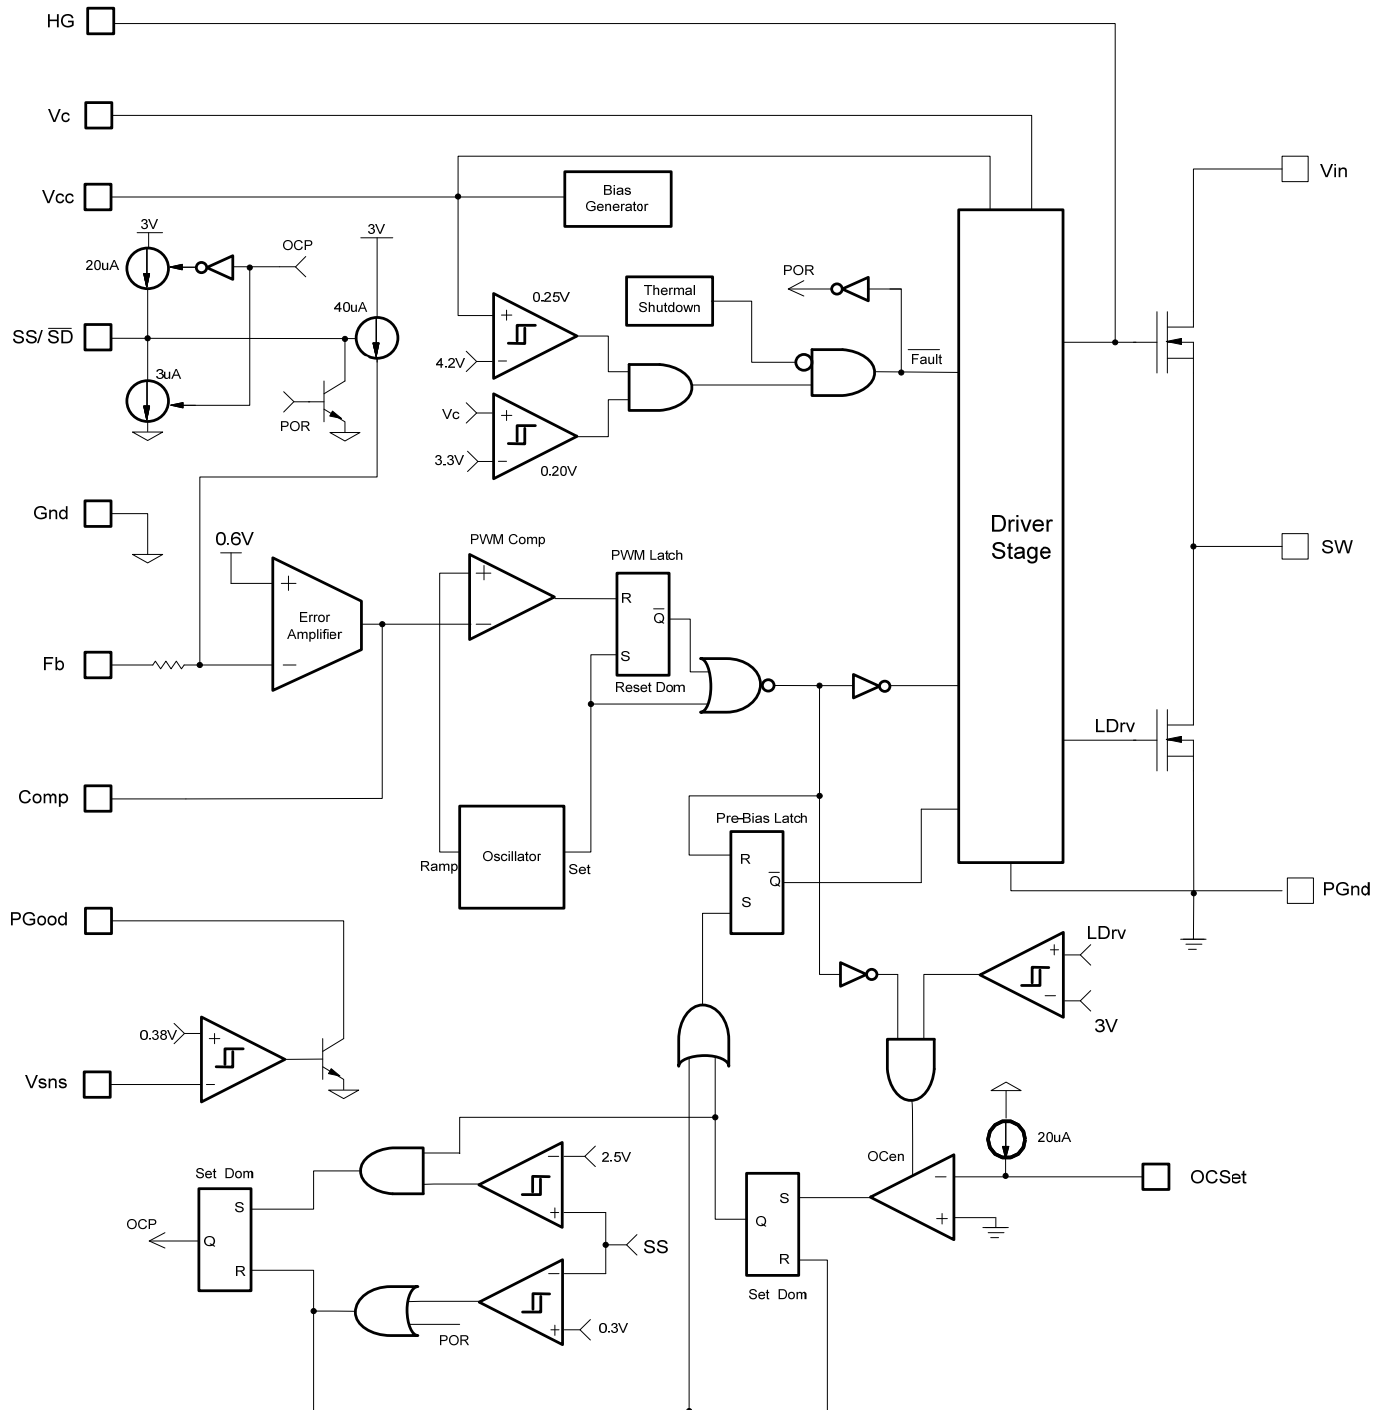 HG
Vc
Vcc
Vin
Bias
Generator
3V
3V
OCP
20uA
Thermal
Shutdown
POR
0.25V
40uA
SS/ SD
4.2V
Fault
3uA
Vc
POR
3.3V
0.20V
Gnd
Driver
Stage
0.6V
PWM Comp
SW
PWM Latch
+
+
R
Error
Amplifier
Q
−
Fb
−
S
Reset Dom
LDrv
Comp
Pre-Bias Latch
Ramp
Oscillator
Set
R
Q
S
PGnd
PGood
LDrv
+
−
3V
0.38V
+
Vsns
−
20uA
OCen
−
2.5V
Set Dom
−
OCSet
S
S
+
+
OCP
Q
Q
SS
R
R
−
Set Dom
0.3V
+
POR
+
−
+
−